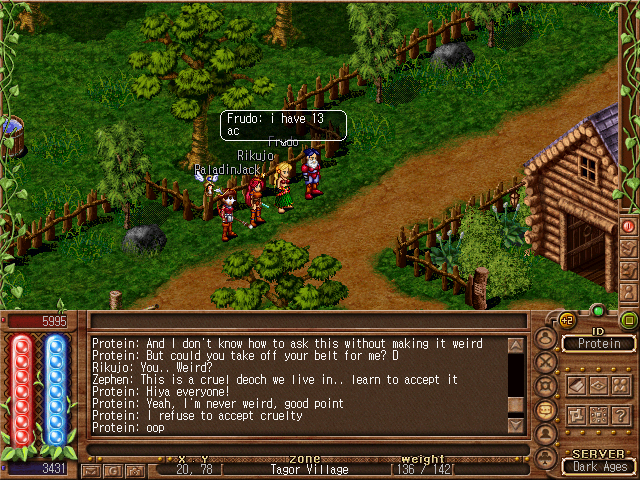 Frudo: i have 13
ac
Frudo
Rikujo
PaladinJack
5995
Protein: And I don't know how to ask this without making it weird
Protein: But could you take off your belt for me? D
Rikujo: You.. Weird?
Zephen: This is a cruel deoch we live in.. learn to accept it
Protein: Hiya everyone!
Protein: Yeah, I'm never weird, good point
Protein: I refuse to accept cruelty
Protein: oop
+2
ID
Protein
?
3431
x y zone weight
G
20, 78 [ Tagor Village [136 / 142[
SERVER
Dark Ages